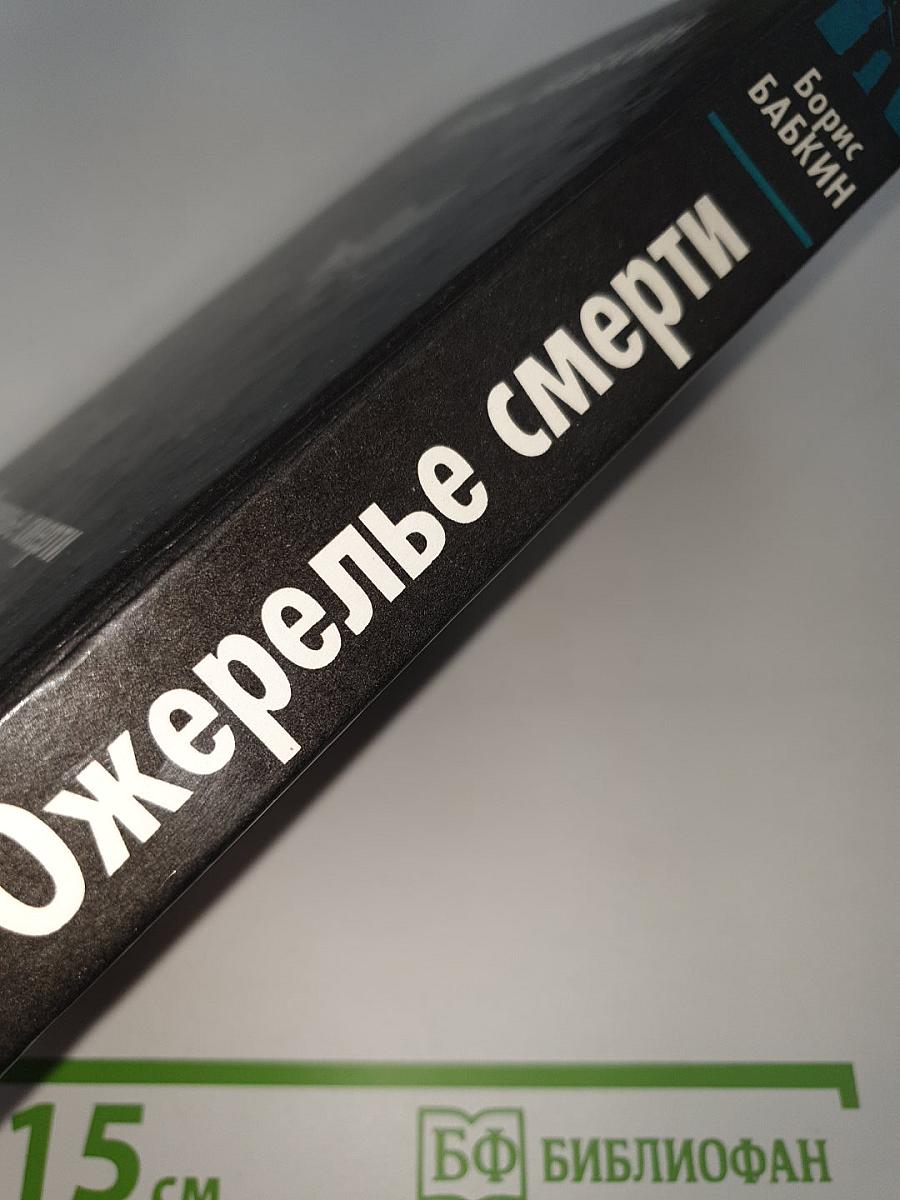 Борис
БАБКИН
Ожерелье смерти
15 см
БФ БИБЛИОФАН